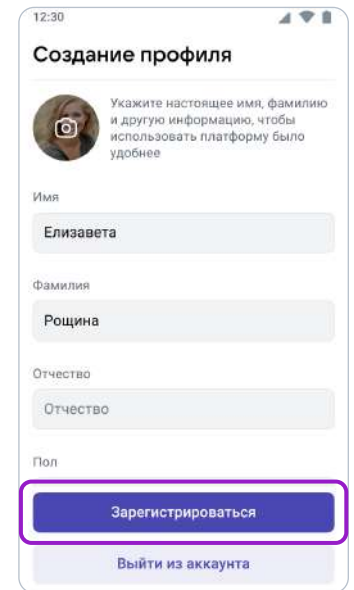 12:30
Создание профиля
Укажите настоящее имя, фамилию
и другую информацию, чтобы
использовать платформу было
удобнее
Имя
Елизавета
Фамилия
Рощина
Отчество
Отчество
Пол
Зарегистрироваться
Выйти из аккаунта